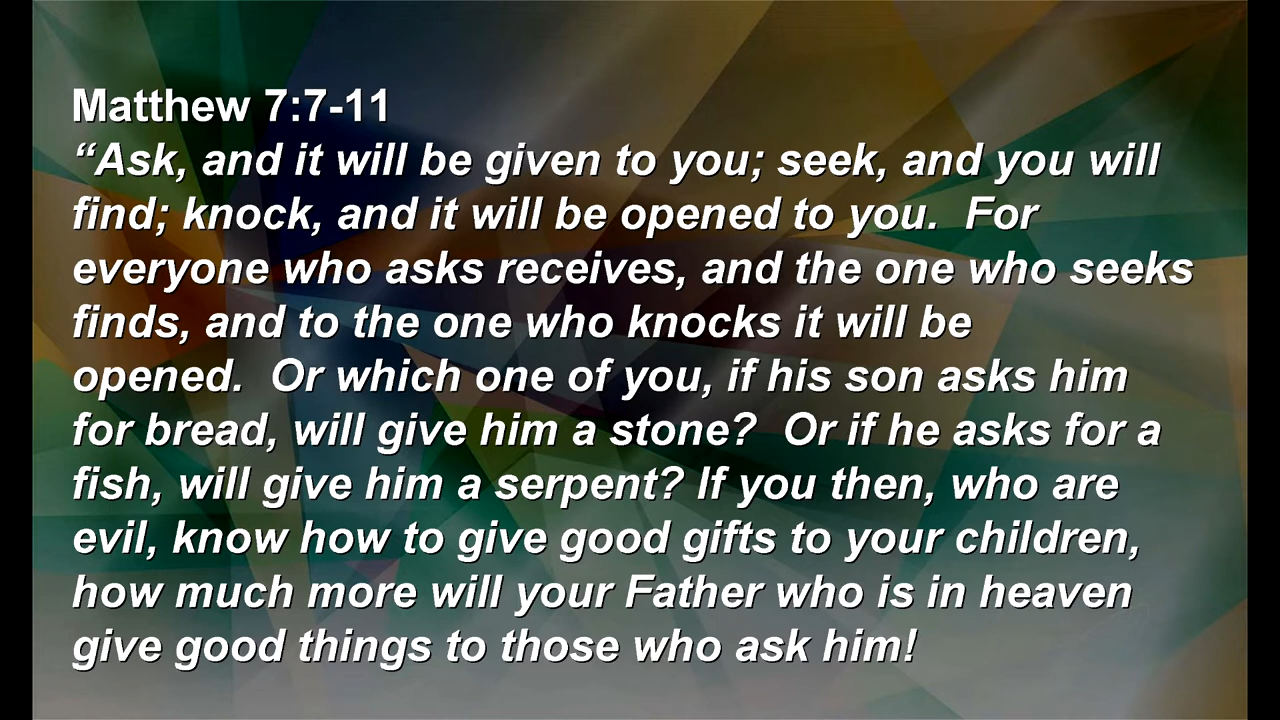 Matthew 7:7-11
“Ask, and it will be given to you; seek, and you will
find; knock, and it will be opened to you.  For
everyone who asks receives, and the one who seeks
finds, and to the one who knocks it will be
opened.  Or which one of you, if his son asks him
for bread, will give him a stone?  Or if he asks for a
fish, will give him a serpent? If you then, who are
evil, know how to give good gifts to your children,
how much more will your Father who is in heaven
give good things to those who ask him!